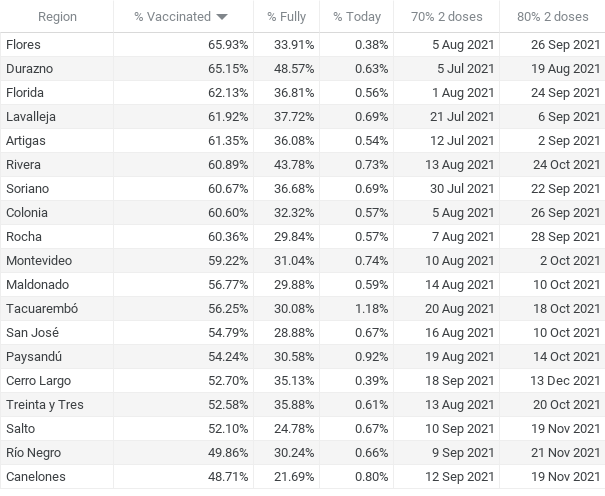 Region % Vaccinated % Fully % Today 70% 2 doses 80% 2 doses
Flores 65.93% 33.91% 0.38% 5 Aug 2021 26 Sep 2021
Durazno 65.15% 48.57% 0.63% 5 Jul 2021 19 Aug 2021
Florida 62.13% 36.81% 0.56% 1 Aug 2021 24 Sep 2021
Lavalleja 61.92% 37.72% 0.69% 21 Jul 2021 6 Sep 2021
Artigas 61.35% 36.08% 0.54% 12 Jul 2021 2 Sep 2021
Rivera 60.89% 43.78% 0.73% 13 Aug 2021 24 Oct 2021
Soriano 60.67% 36.68% 0.69% 30 Jul 2021 22 Sep 2021
Colonia 60.60% 32.32% 0.57% 5 Aug 2021 26 Sep 2021
Rocha 60.36% 29.84% 0.57% 7 Aug 2021 28 Sep 2021
Montevideo 59.22% 31.04% 0.74% 10 Aug 2021 2 Oct 2021
Maldonado 56.77% 29.88% 0.59% 14 Aug 2021 10 Oct 2021
Tacuarembó 56.25% 30.08% 1.18% 20 Aug 2021 18 Oct 2021
San José 54.79% 28.88% 0.67% 16 Aug 2021 10 Oct 2021
Paysandú 54.24% 30.58% 0.92% 19 Aug 2021 14 Oct 2021
Cerro Largo 52.70% 35.13% 0.39% 18 Sep 2021 13 Dec 2021
Treinta y Tres 52.58% 35.88% 0.61% 13 Aug 2021 20 Oct 2021
Salto 52.10% 24.78% 0.67% 10 Sep 2021 19 Nov 2021
Río Negro 49.86% 30.24% 0.66% 9 Sep 2021 21 Nov 2021
Canelones 48.71% 21.69% 0.80% 12 Sep 2021 19 Nov 2021